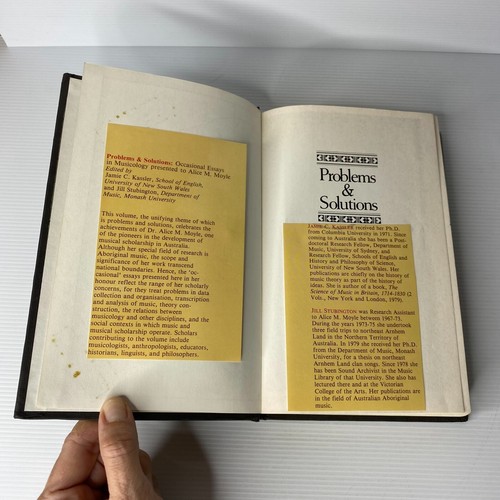 Problems & Solutions: Occasional Essays
in Musicology presented to Alice M. Moyle
Edited by
Jamie C. Kassler, School of English,
University of New South Wales
and Jill Stubington, Department of
Music, Monash University
This volume, the unifying theme of which
is problems and solutions, celebrates the
achievements of Dr. Alice M. Moyle, one
of the pioneers in the development of
musical scholarship in Australia.
Although her special field of research is
Aboriginal music, the scope and
significance of her work transcend
national boundaries. Hence, the 'oc-
casional' essays presented here in her
honour reflect the range of her scholarly
concerns, for they treat problems in data
collection and organisation, transcription
and analysis of music, theory con-
struction, the relations between
musicology and other disciplines, and the
social contexts in which music and
musical scholarship operate. Scholars
contributing to the volume include
musicologists, anthropologists, educators,
historians, linguists, and philosophers.
Problems
&
Solutions
JAMIE C. KASSLER received her Ph.D.
from Columbia University in 1971. Since
coming to Australia she has been a Post-
doctoral Research Fellow, Department of
Music, University of Sydney, and
Research Fellow, Schools of English and
History and Philosophy of Science,
University of New South Wales. Her
publications are chiefly on the history of
music theory as part of the history of
ideas. She is author of a book, The
Science of Music in Britain, 1714-1830 (2
Vols., New York and London, 1979).
JILL STUBINGTON was Research Assistant
to Alice M. Moyle between 1967-73.
During the years 1973-75 she undertook
three field trips to northeast Arnhem
Land in the Northern Territory of
Australia. In 1979 she received her Ph.D.
from the Department of Music, Monash
University, for a thesis on northeast
Arnhem Land clan songs. Since 1978 she
has been Sound Archivist in the Music
Library of that University. She also has
lectured there and at the Victorian
College of the Arts. Her publications are
in the field of Australian Aboriginal
music.